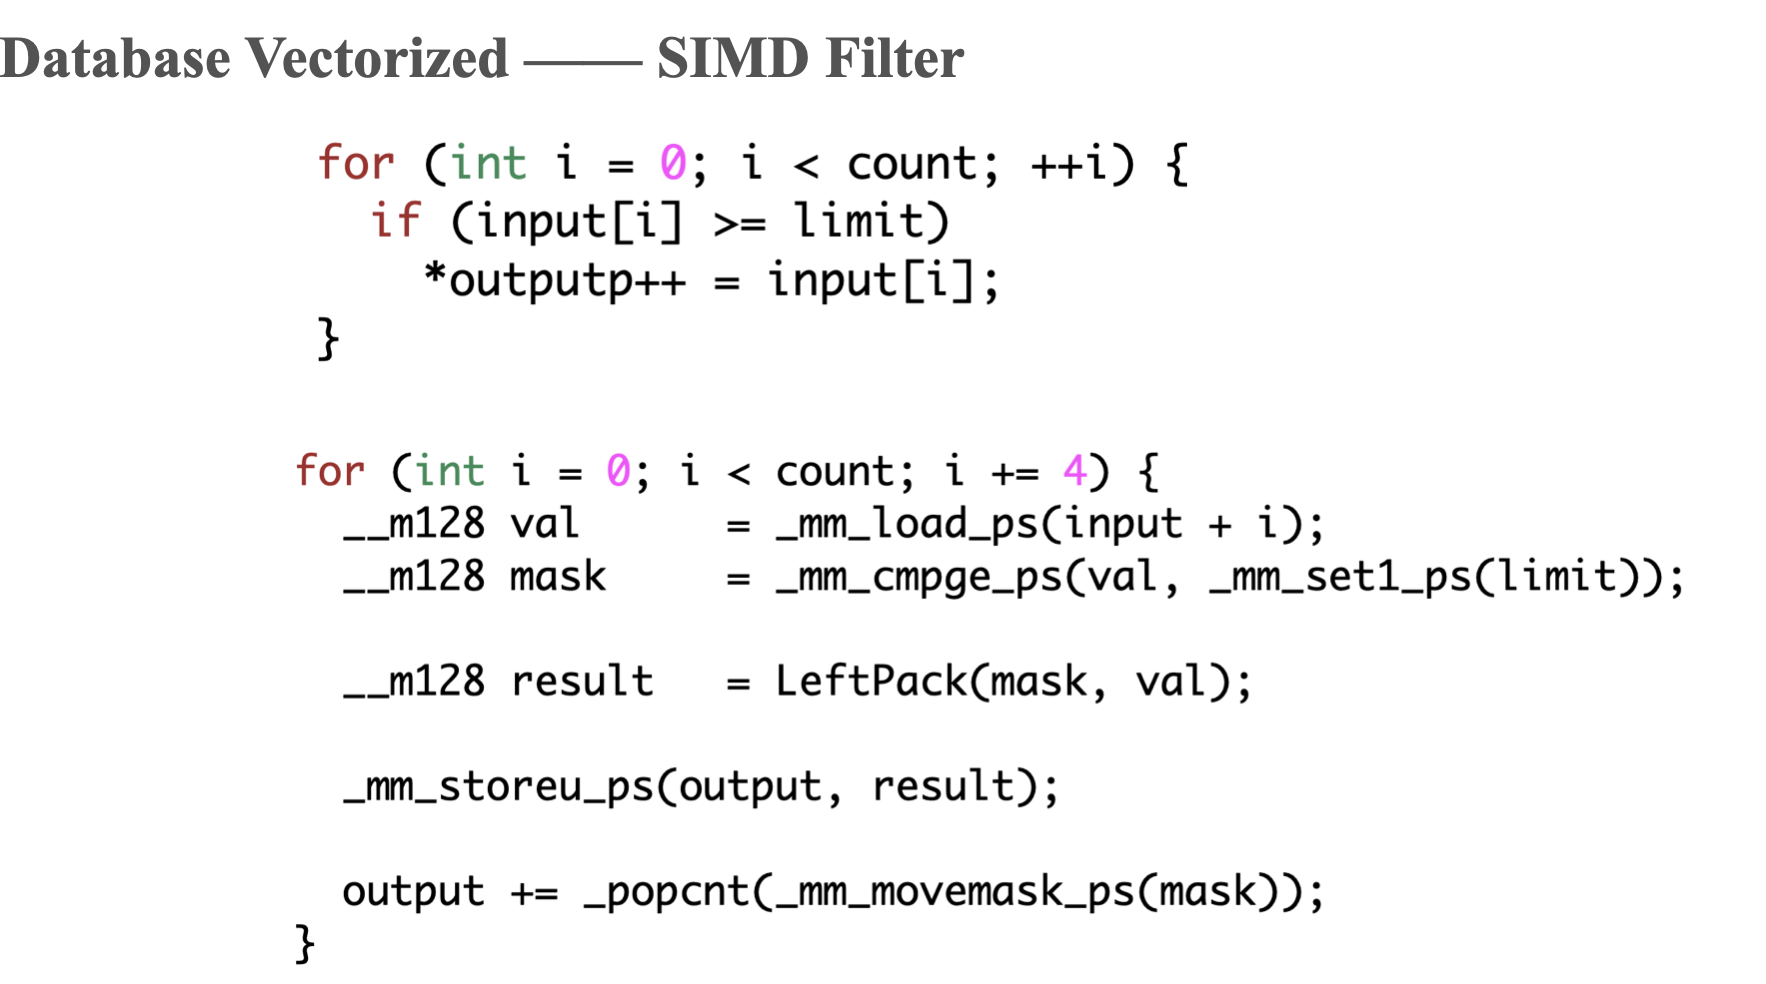 Database Vectorized —— SIMD Filter
for (int i = 0; i < count; ++i) {
  if (input[i] >= limit)
    *outputp++ = input[i];
}
for (int i = 0; i < count; i += 4) {
  __m128 val      = _mm_load_ps(input + i);
  __m128 mask     = _mm_cmpge_ps(val, _mm_set1_ps(limit));
  __m128 result   = LeftPack(mask, val);
  _mm_storeu_ps(output, result);
  output += _popcnt(_mm_movemask_ps(mask));
}